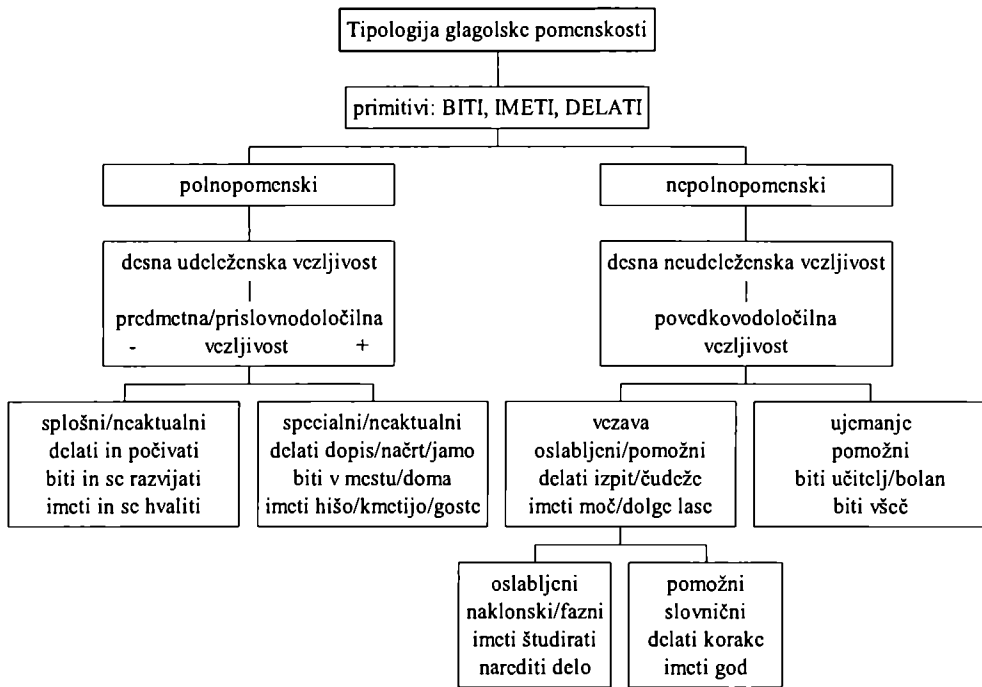 Tipologija glagolske pomenskosti
primitivi: BITI, IMETI, DELATI
polnopomenski
nepolnopomenski
desna udeleženska vezljivost
predmetna/prislovnodoločilna
- vezljivost +
desna neudeleženska vezljivost
povedkovodoločilna
vezljivost
splošni/neaktualni
delati in počivati
biti in se razvijati
imeti in se hvaliti
specialni/neaktualni
delati dopis/načrt/jamo
biti v mestu/doma
imeti hišo/kmetijo/goste
vezava
oslabljeni/pomožni
delati izpit/čudeže
imeti moč/dolge lase
ujemanje
pomožni
biti učitelj/bolan
biti všeč
oslabljeni
naklonski/fazni
imeti študirati
narediti delo
pomožni
slovnični
delati korake
imeti god